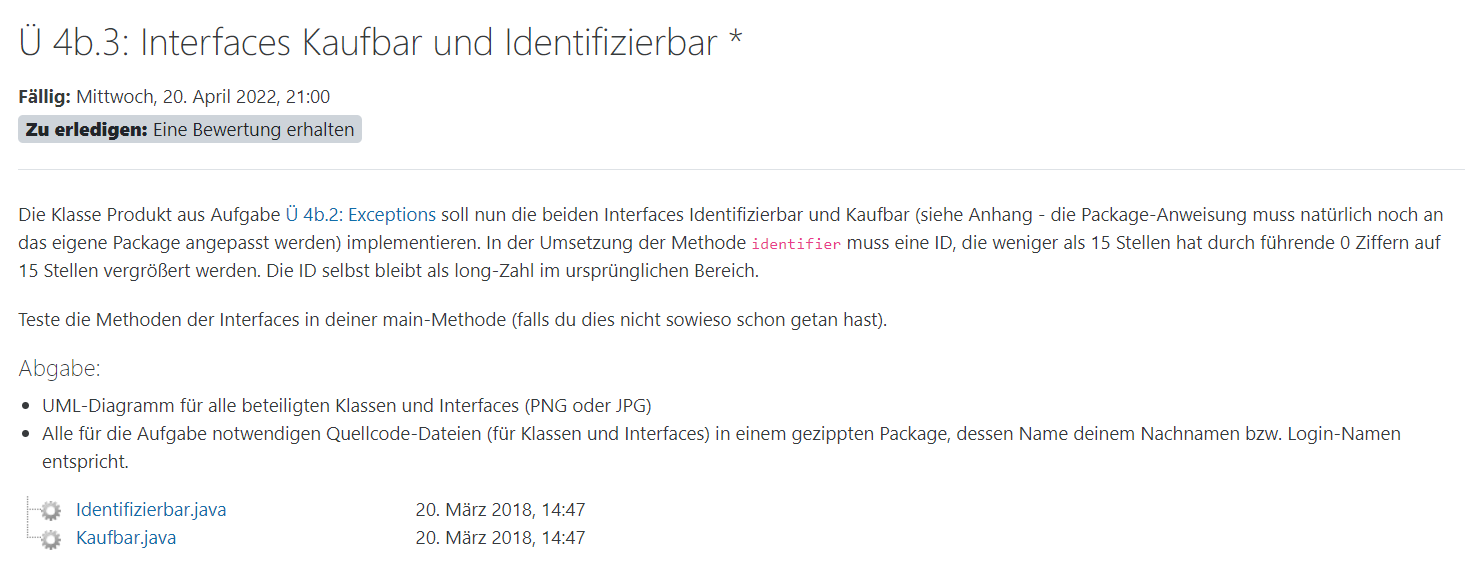 Ü 4b.3: Interfaces Kaufbar und Identifizierbar *
Fällig: Mittwoch, 20. April 2022, 21:00
Zu erledigen: Eine Bewertung erhalten
Die Klasse Produkt aus Aufgabe Ü 4b.2: Exceptions soll nun die beiden Interfaces Identifizierbar und Kaufbar (siehe Anhang - die Package-Anweisung muss natürlich noch an
das eigene Package angepasst werden) implementieren. In der Umsetzung der Methode identifier muss eine ID, die weniger als 15 Stellen hat durch führende 0 Ziffern auf
15 Stellen vergrößert werden. Die ID selbst bleibt als long-Zahl im ursprünglichen Bereich.
Teste die Methoden der Interfaces in deiner main-Methode (falls du dies nicht sowieso schon getan hast).
Abgabe:
• UML-Diagramm für alle beteiligten Klassen und Interfaces (PNG oder JPG)
• Alle für die Aufgabe notwendigen Quellcode-Dateien (für Klassen und Interfaces) in einem gezippten Package, dessen Name deinem Nachnamen bzw. Login-Namen
entspricht.
Identifizierbar.java 20. März 2018, 14:47
Kaufbar.java 20. März 2018, 14:47